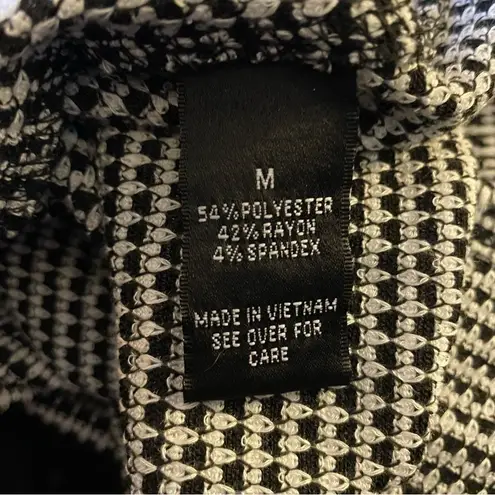 M
54% POLYESTER
42% RAYON
4% SPANDEX
MADE IN VIETNAM
SEE OVER FOR
CARE